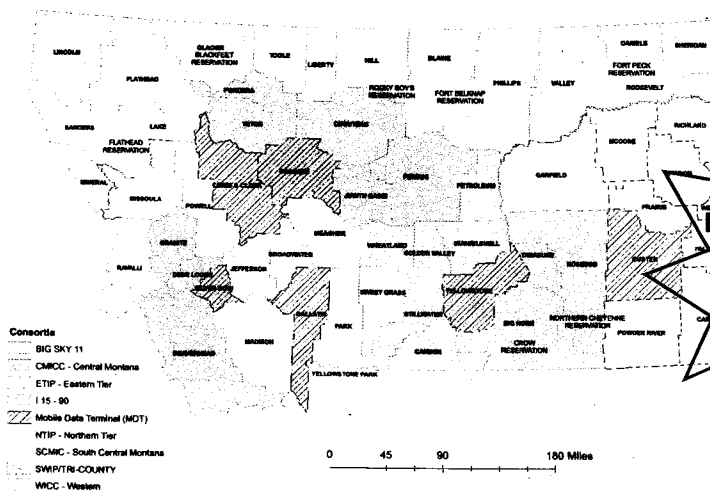 LINCOLN
GLACIER
BLACKFEET
RESERVATION
TOOLE
LIBERTY
HILL
BLAINE
DANIELS
SHERIDAN
FLATHEAD
PHILLIPS
VALLEY
FORT PECK
RESERVATION
ROOSEVELT
PONDERA
ROCKY BOY'S
RESERVATION
FORT BELKNAP
RESERVATION
SANDERS
LAKE
FLATHEAD
RESERVATION
TETON
CHOUTEAU
RICHLAND
MCCONE
MINERAL
MISSOULA
POWELL
LEWIS & CLARK
CASCADE
JUDITH BASIN
FERGUS
PETROLEUM
GARFIELD
PRAIRIE
MEAGHER
WHEATLAND
GOLDEN VALLEY
MUSSELSHELL
GRANITE
RAVALLI
DEER LODGE
JEFFERSON
BROADWATER
TREASURE
ROSEBUD
CUSTER
SWEET GRASS
YELLOWSTONE
GALLATIN
PARK
STILLWATER
BIG HORN
NORTHERN CHEYENNE
RESERVATION
CROW
RESERVATION
POWDER RIVER
MADISON
CARBON
BEAVERHEAD
YELLOWSTONE PARK
Consortia
BIG SKY 11
CMICC - Central Montana
ETIP - Eastern Tier
I 15 - 90
Mobile Data Terminal (MDT)
NTIP - Northern Tier
SCMIC - South Central Montana
SWIP/TRI-COUNTY
WICC - Western
0 45 90 180 Miles